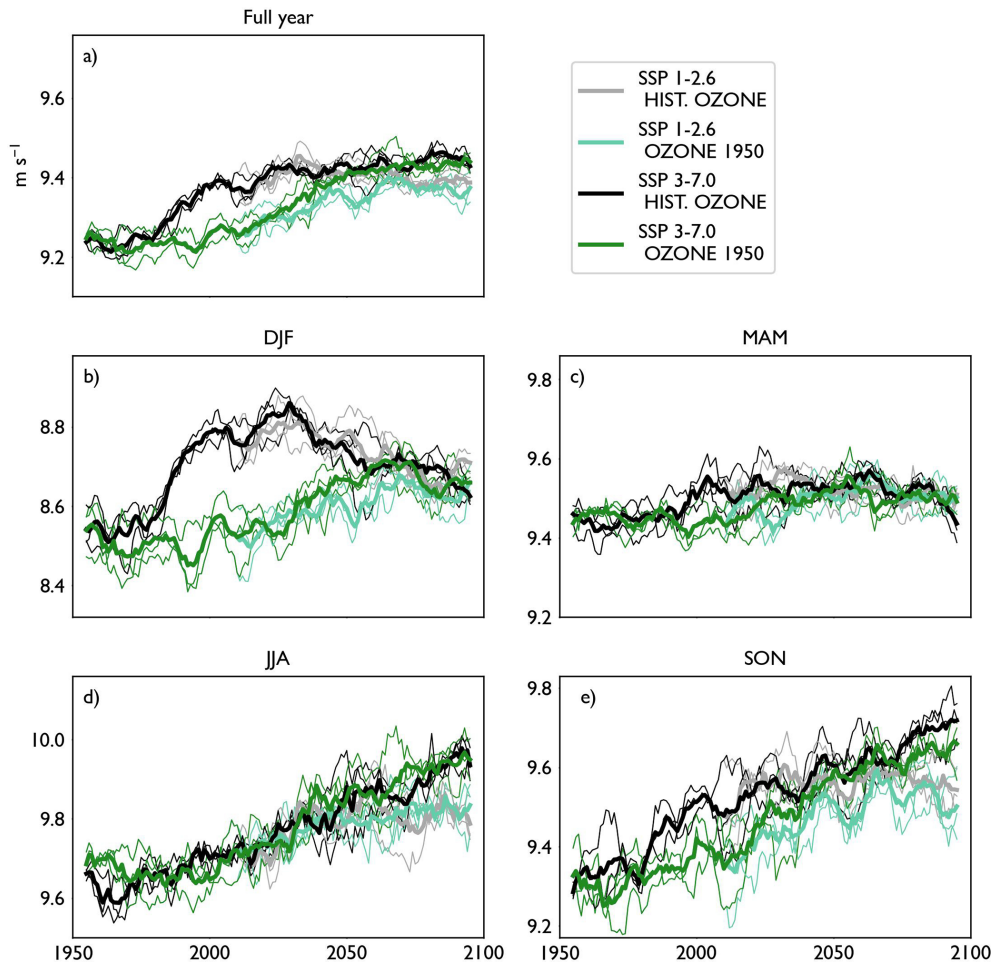 Full year
a)
9.6
9.4
9.2
m s⁻¹
SSP 1-2.6
HIST. OZONE
SSP 1-2.6
OZONE 1950
SSP 3-7.0
HIST. OZONE
SSP 3-7.0
OZONE 1950
DJF
b)
8.8
8.6
8.4
MAM
c)
9.8
9.6
9.4
9.2
JJA
d)
10.0
9.8
9.6
1950
2000
2050
2100
SON
e)
9.8
9.6
9.4
9.2
1950
2000
2050
2100